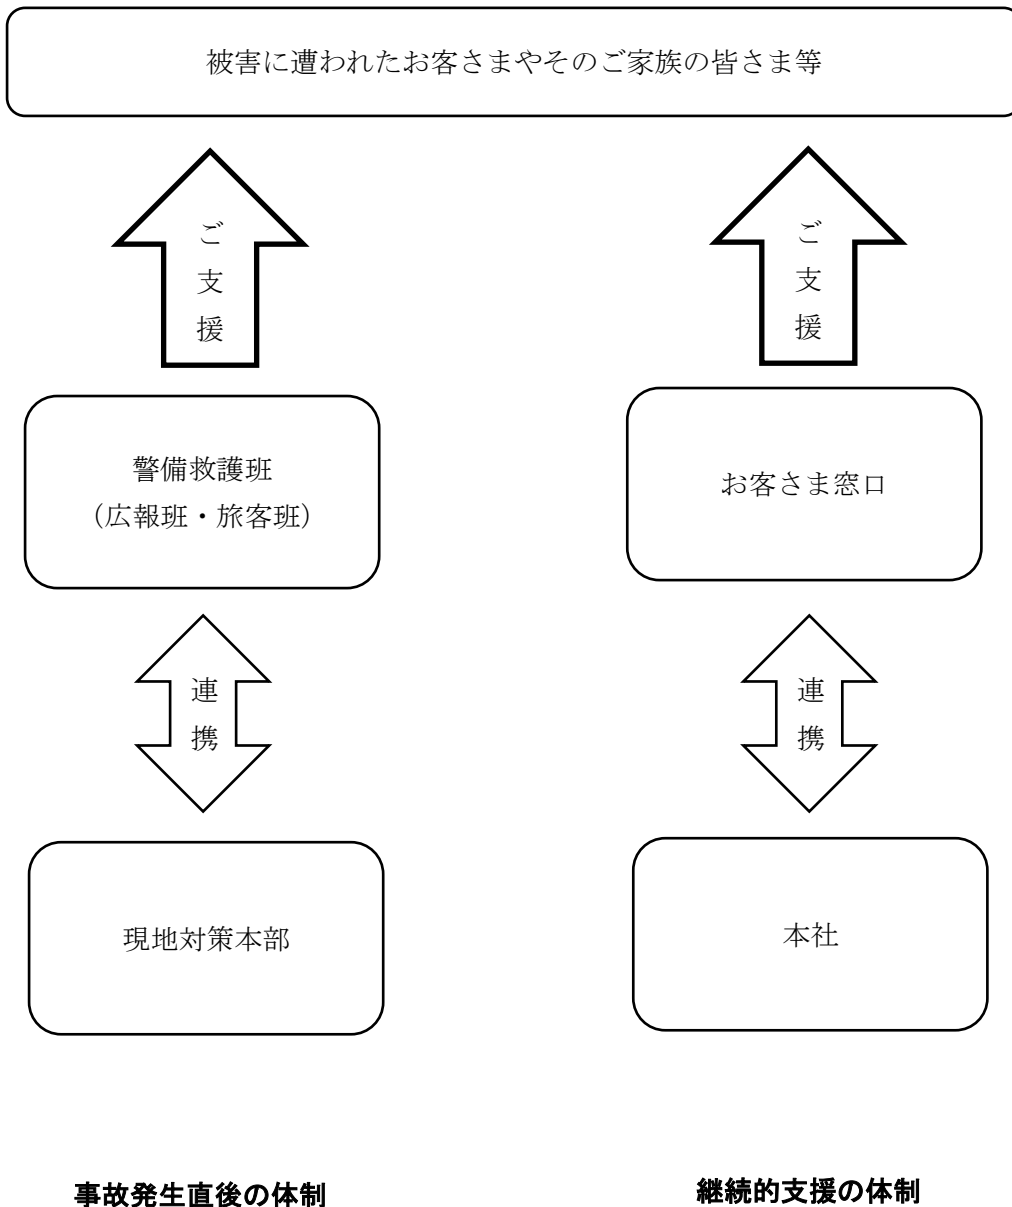 被害に遭われたお客さまやそのご家族の皆さま等
ご支援
ご支援
警備救護班
（広報班・旅客班）
お客さま窓口
連携
連携
現地対策本部
本社
事故発生直後の体制
継続的支援の体制